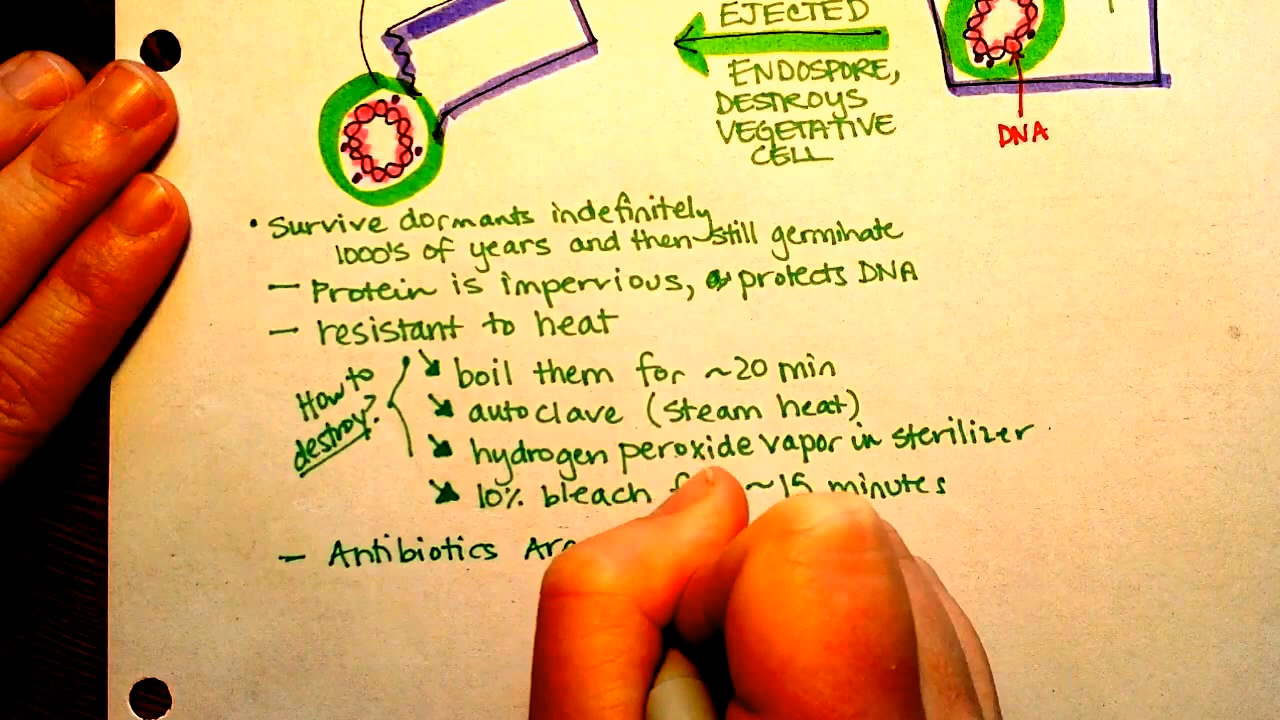 EJECTED
ENDOSPORE,
DESTROYS
VEGETATIVE
CELL
DNA
• Survive dormants indefinitely
1000's of years and then still germinate
— Protein is impervious, protects DNA
— resistant to heat
How to
destroy?
boil them for ~20 min
autoclave (steam heat)
hydrogen peroxide vapor in sterilizer
10% bleach ~15 minutes
— Antibiotics